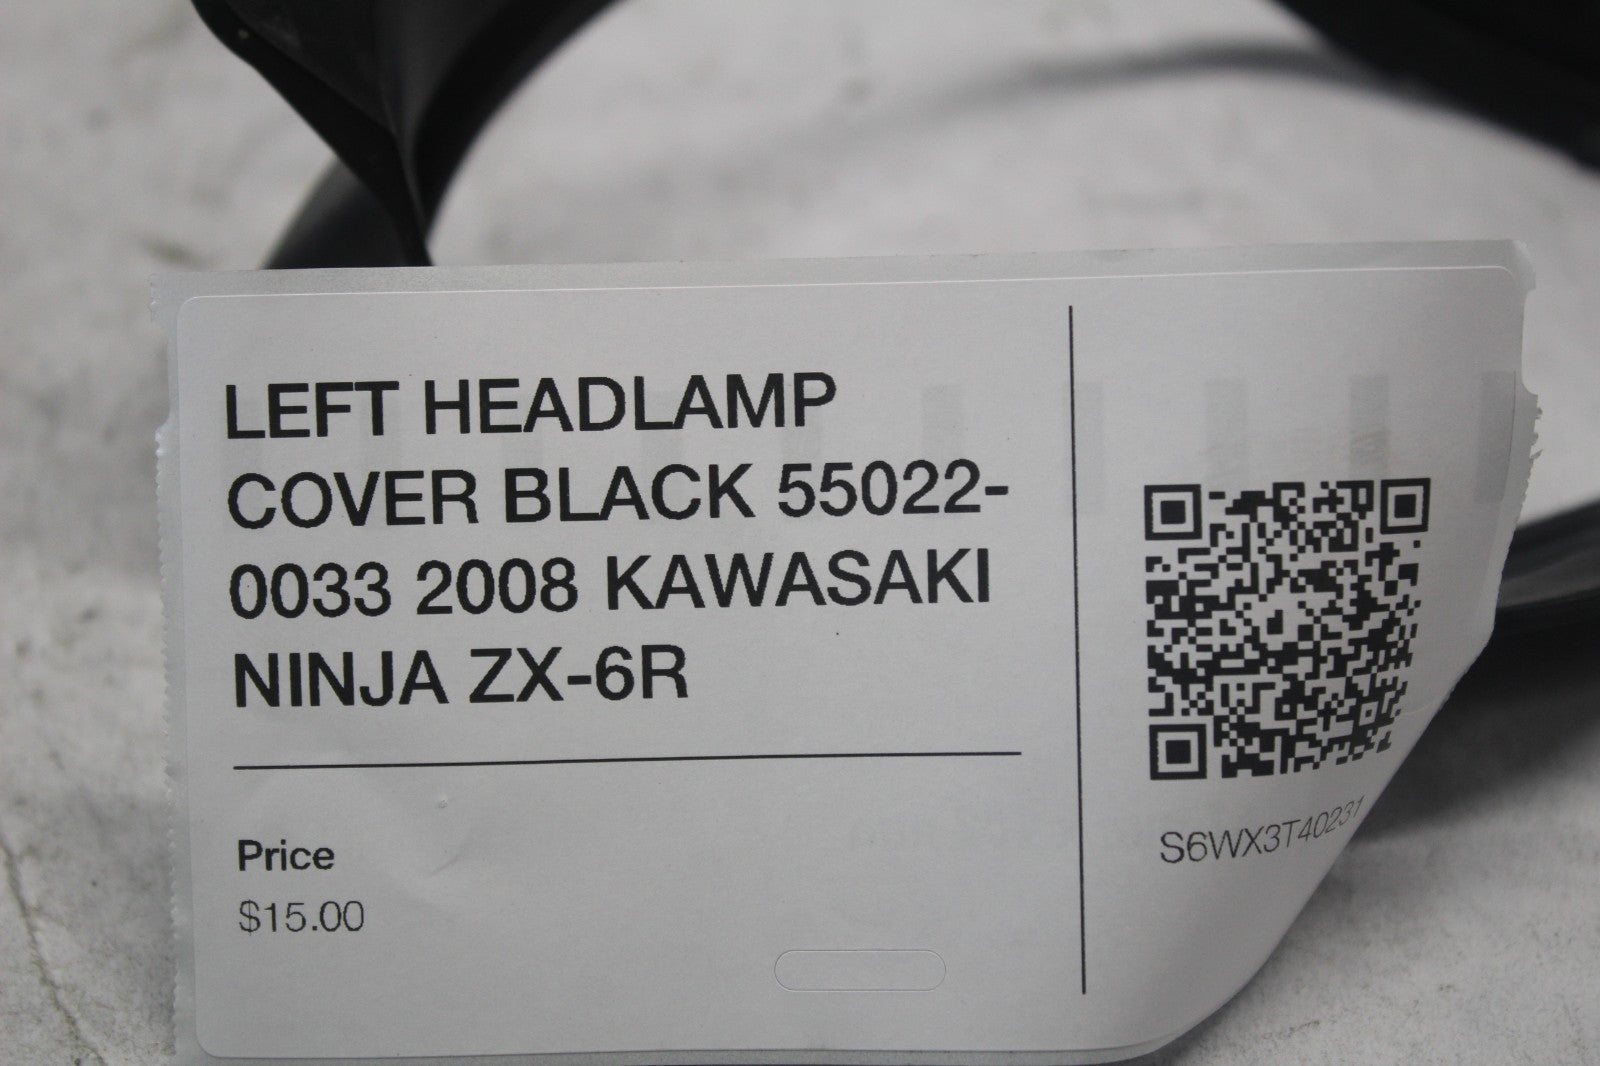 LEFT HEADLAMP
COVER BLACK 55022-
0033 2008 KAWASAKI
NINJA ZX-6R
Price
$15.00
S6WX3T40231